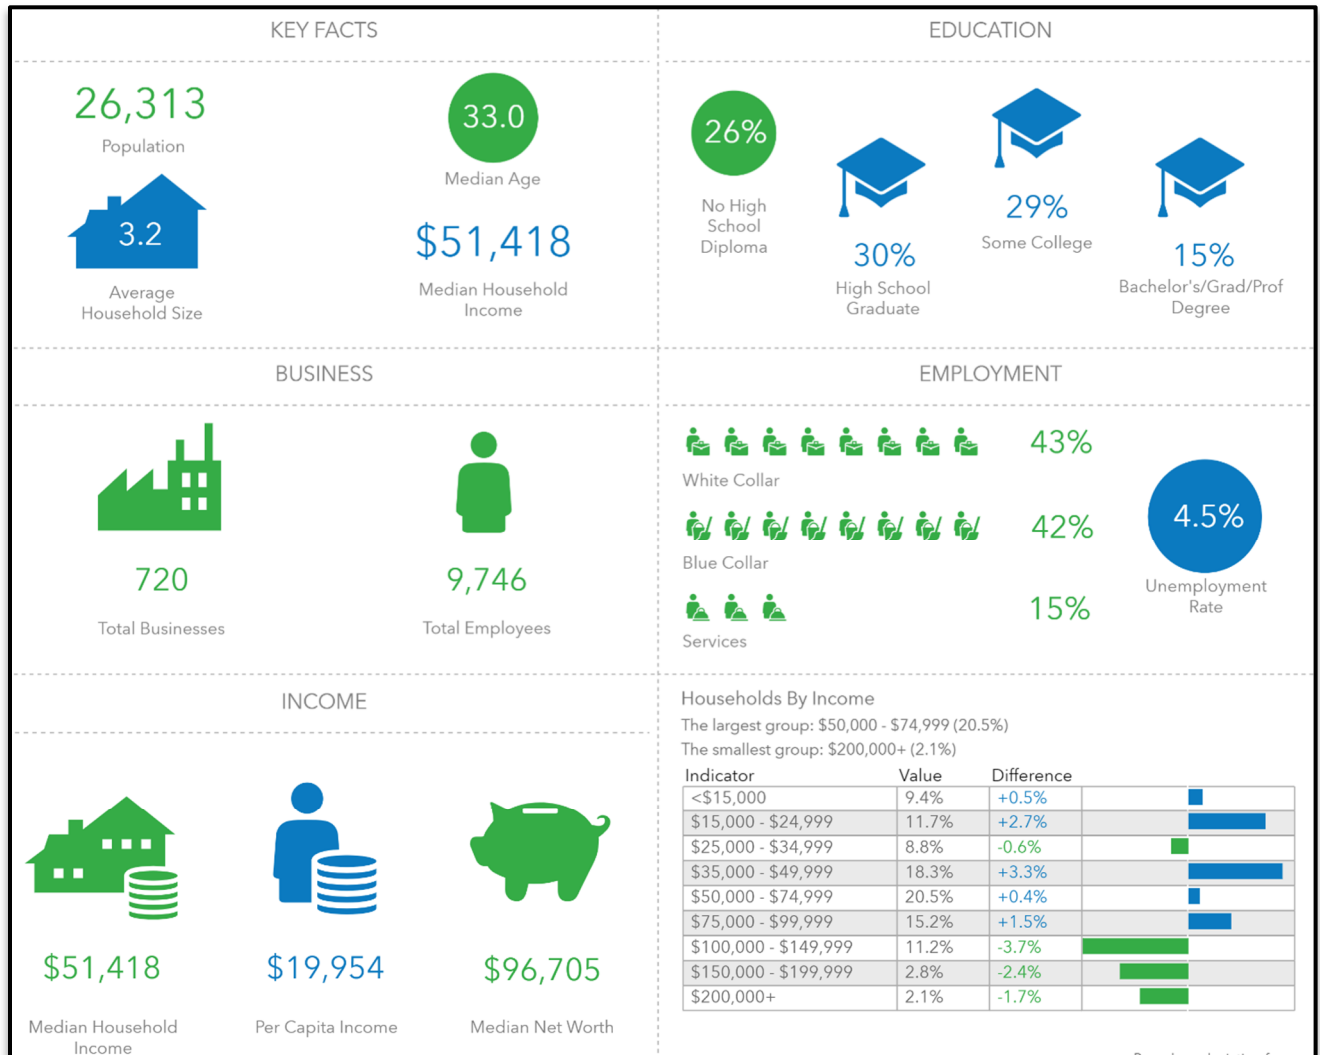 KEY FACTS
26,313
Population
33.0
Median Age
3.2
Average
Household Size
$51,418
Median Household
Income
EDUCATION
26%
No High
School
Diploma
30%
High School
Graduate
29%
Some College
15%
Bachelor's/Grad/Prof
Degree
BUSINESS
720
Total Businesses
9,746
Total Employees
EMPLOYMENT
43%
White Collar
42%
Blue Collar
15%
Services
4.5%
Unemployment
Rate
INCOME
$51,418
Median Household
Income
$19,954
Per Capita Income
$96,705
Median Net Worth
Households By Income
The largest group: $50,000 - $74,999 (20.5%)
The smallest group: $200,000+ (2.1%)
Indicator Value Difference
<$15,000 9.4% +0.5%
$15,000 - $24,999 11.7% +2.7%
$25,000 - $34,999 8.8% -0.6%
$35,000 - $49,999 18.3% +3.3%
$50,000 - $74,999 20.5% +0.4%
$75,000 - $99,999 15.2% +1.5%
$100,000 - $149,999 11.2% -3.7%
$150,000 - $199,999 2.8% -2.4%
$200,000+ 2.1% -1.7%